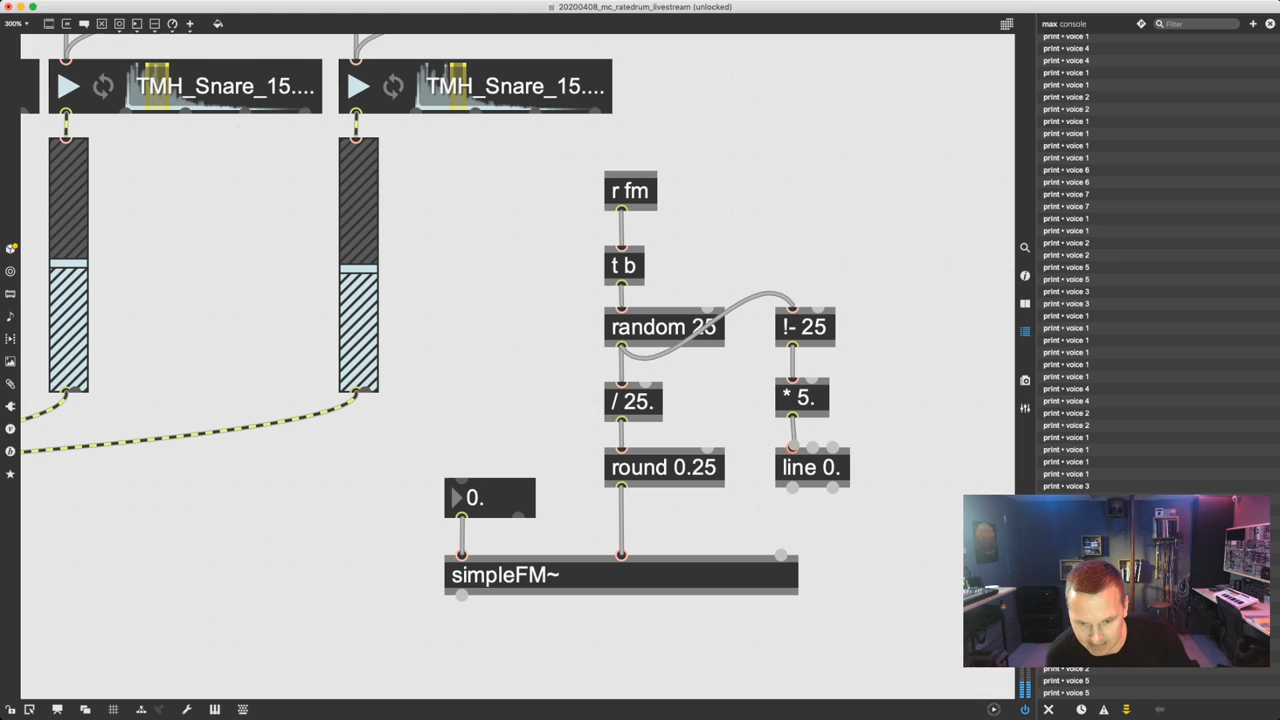 20200408_mc_ratedrum_livestream (unlocked)
300%
max console
Filter
TMH_Snare_15....
TMH_Snare_15....
r fm
t b
random 25
!- 25
/ 25.
* 5.
round 0.25
line 0.
0.
simpleFM~
print • voice 1
print • voice 4
print • voice 4
print • voice 1
print • voice 1
print • voice 2
print • voice 2
print • voice 1
print • voice 1
print • voice 1
print • voice 1
print • voice 6
print • voice 6
print • voice 7
print • voice 7
print • voice 1
print • voice 1
print • voice 2
print • voice 2
print • voice 5
print • voice 5
print • voice 3
print • voice 3
print • voice 1
print • voice 1
print • voice 1
print • voice 1
print • voice 1
print • voice 1
print • voice 4
print • voice 4
print • voice 2
print • voice 2
print • voice 1
print • voice 1
print • voice 1
print • voice 1
print • voice 3
print • voice 2
print • voice 5
print • voice 5